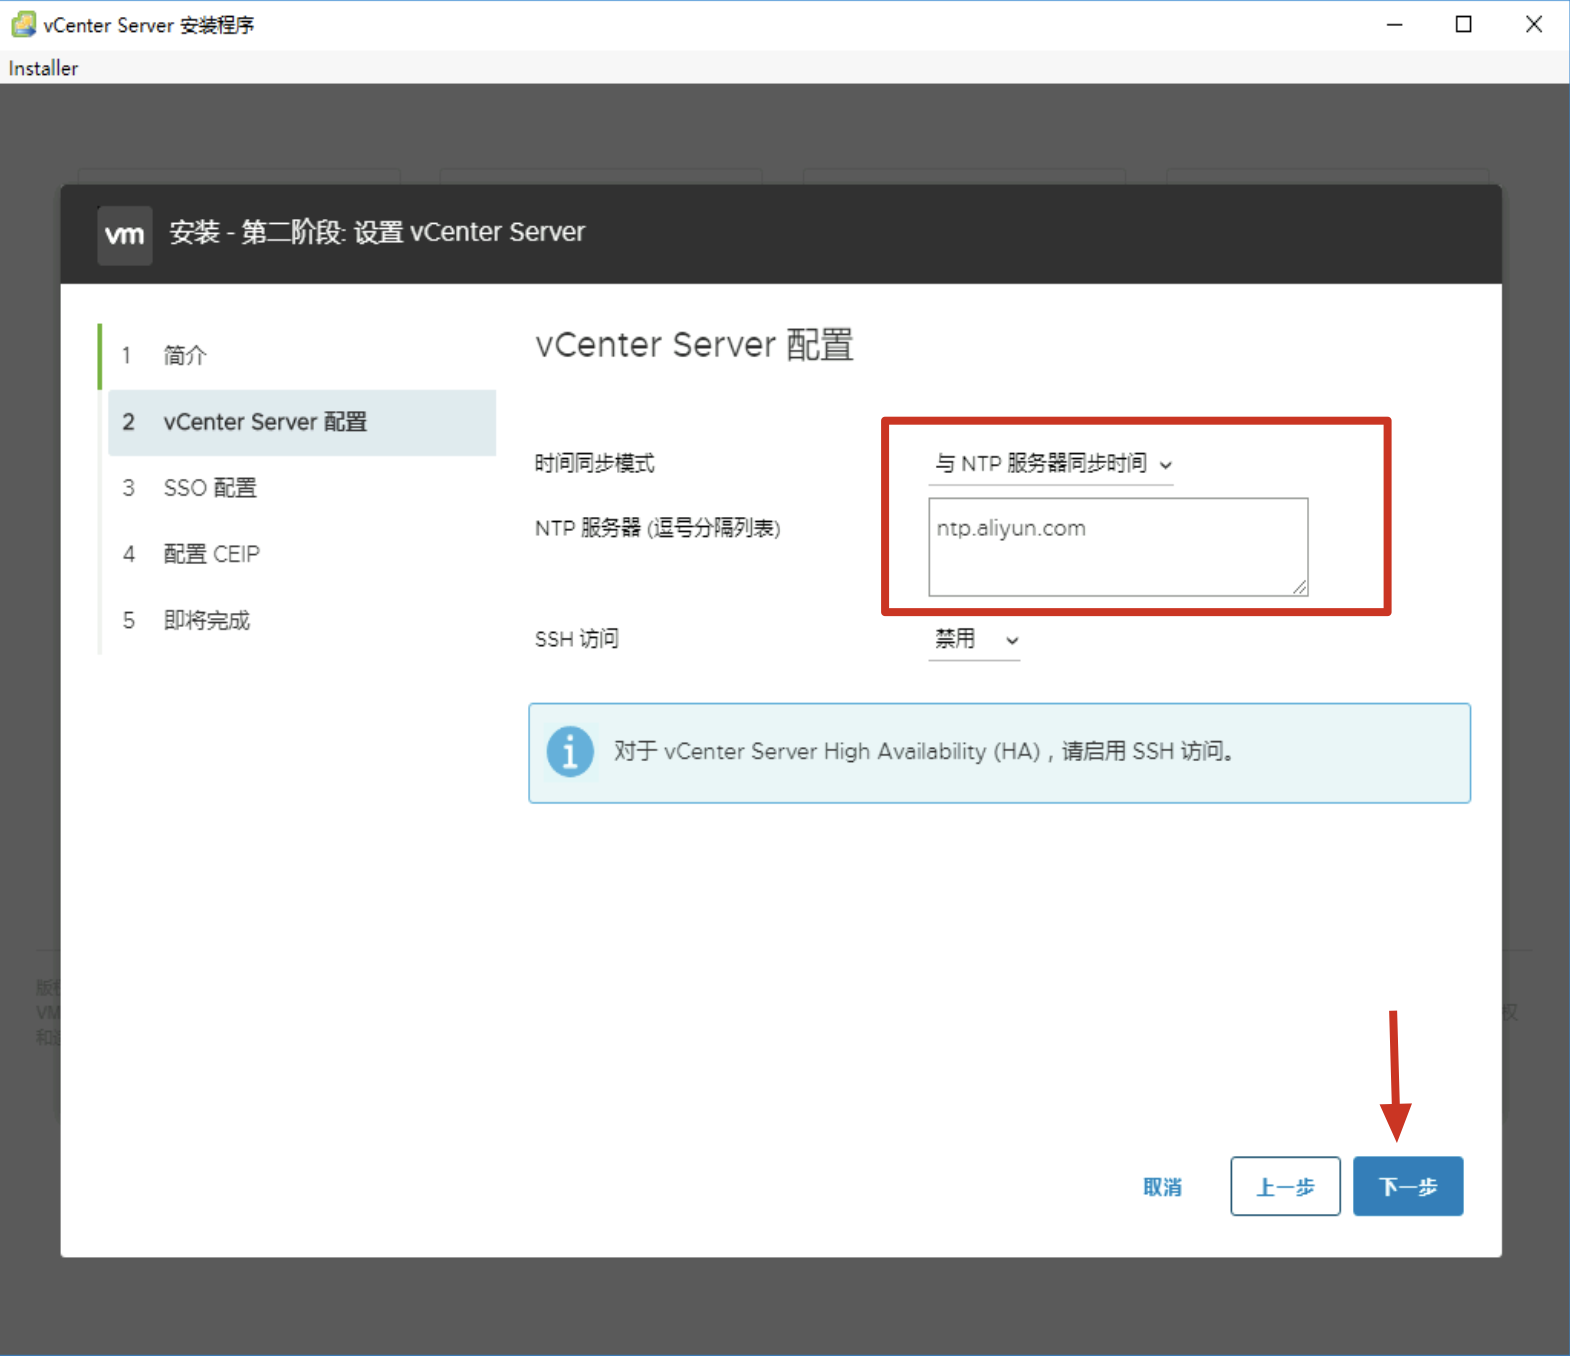 vCenter Server 安装程序
Installer
vm 安装 - 第二阶段: 设置 vCenter Server
1 简介
2 vCenter Server 配置
3 SSO 配置
4 配置 CEIP
5 即将完成
vCenter Server 配置
时间同步模式 与 NTP 服务器同步时间
NTP 服务器 (逗号分隔列表) ntp.aliyun.com
SSH 访问 禁用
对于 vCenter Server High Availability (HA) , 请启用 SSH 访问。
VM
权
取消 上一步 下一步